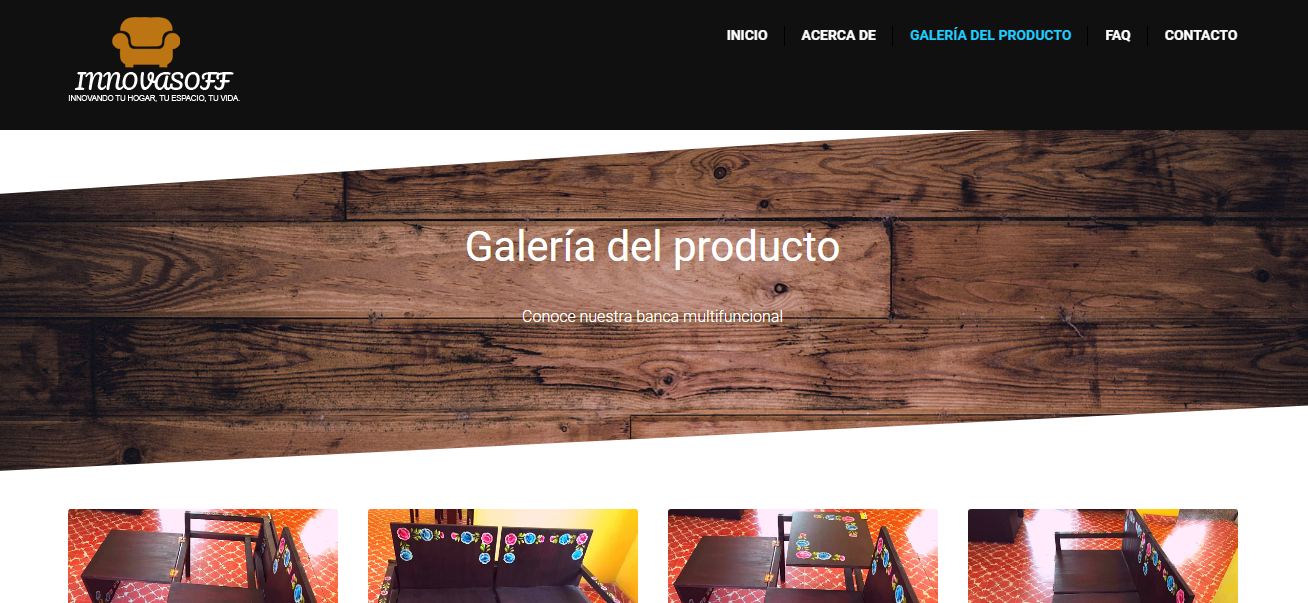 INNOVASOFF
INNOVANDO TU HOGAR, TU ESPACIO, TU VIDA.
INICIO
ACERCA DE
GALERÍA DEL PRODUCTO
FAQ
CONTACTO
Galería del producto
Conoce nuestra banca multifuncional